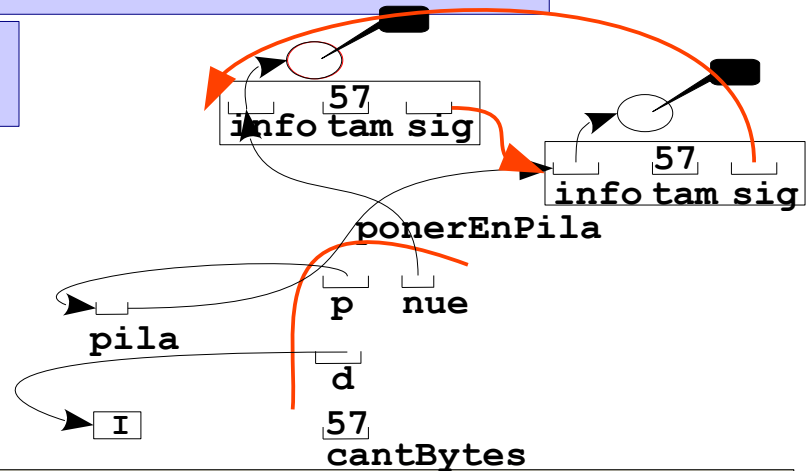 57
info tam sig
57
info tam sig
ponerEnPila
p nue
pila
d
I
57
cantBytes